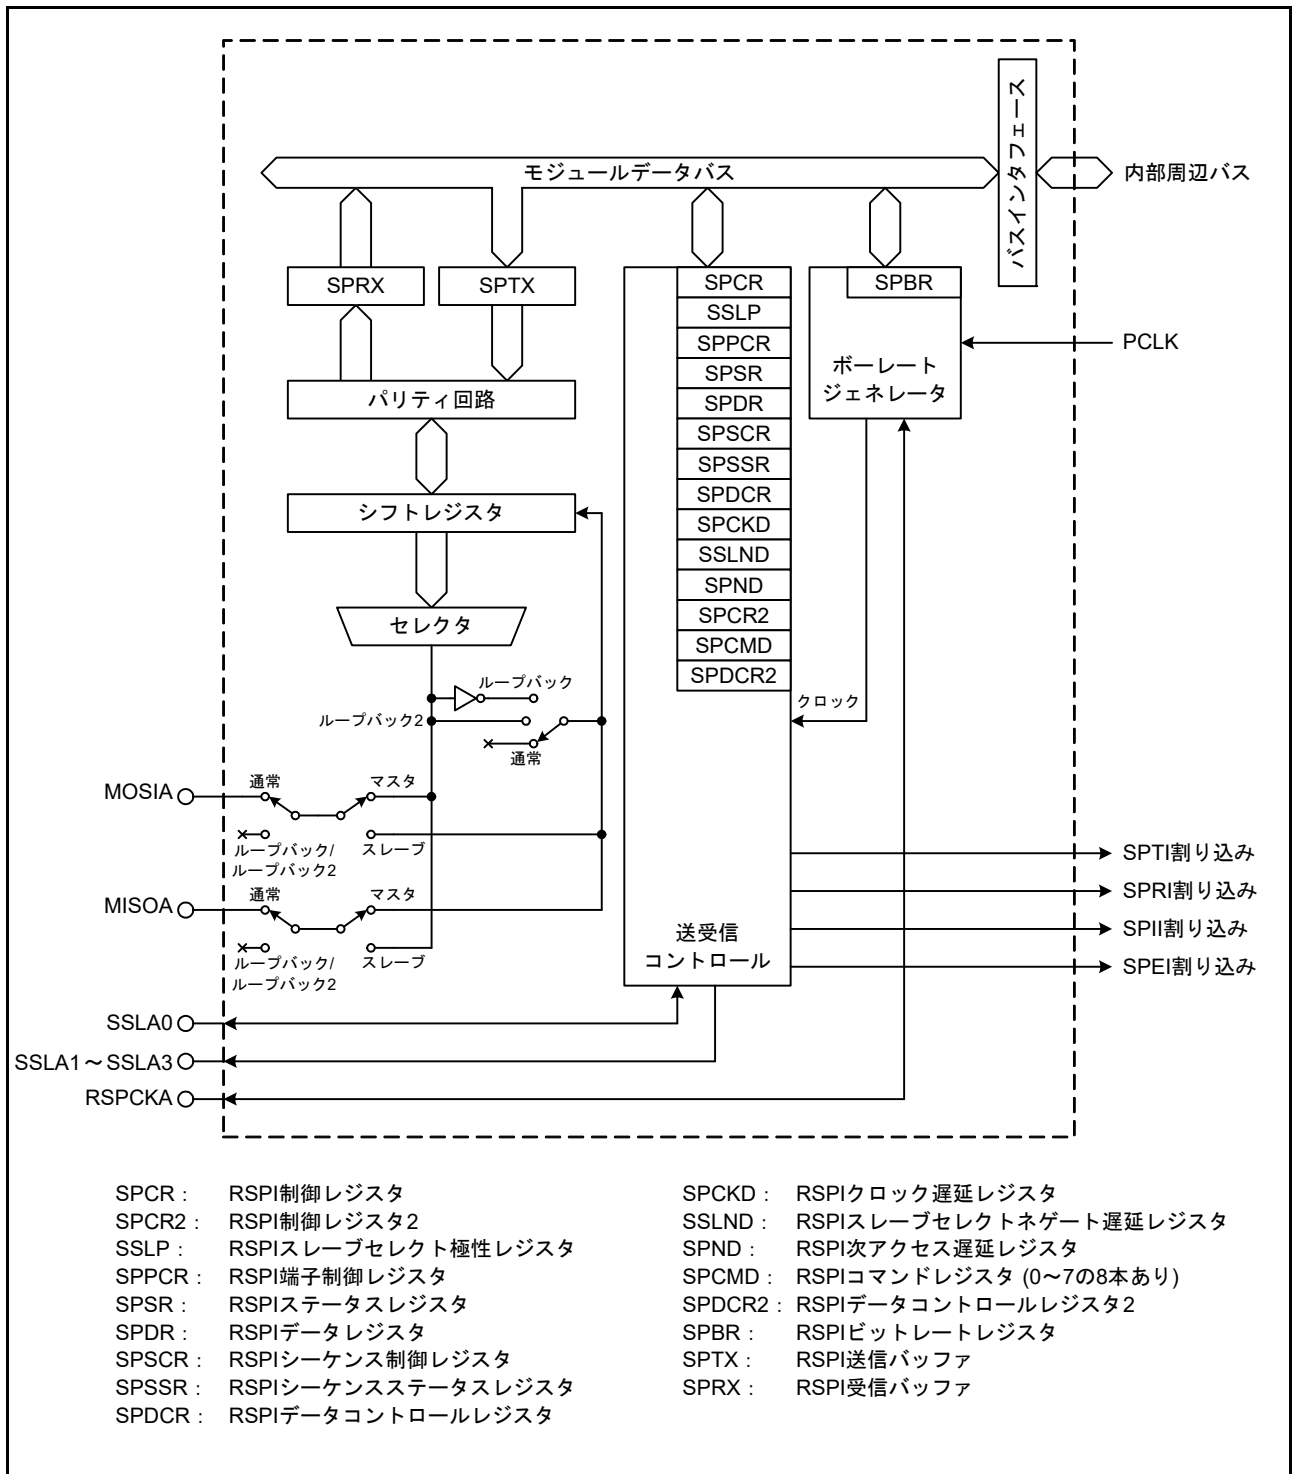 バスインタフェース
モジュールデータバス
内部周辺バス
SPRX
SPTX
SPCR
SPBR
SSLP
SPPCR
PCLK
ボーレート
ジェネレータ
SPSR
パリティ回路
SPDR
SPSCR
SPSSR
SPDCR
シフトレジスタ
SPCKD
SSLND
SPND
SPCR2
セレクタ
SPCMD
SPDCR2
ループバック
クロック
ループバック2
通常
MOSIA
通常
マスタ
ループバック/
ループバック2
スレーブ
SPTI割り込み
MISOA
通常
マスタ
SPRI割り込み
送受信
コントロール
SPII割り込み
ループバック/
ループバック2
スレーブ
SPEI割り込み
SSLA0
SSLA1～SSLA3
RSPCKA
SPCR : RSPI制御レジスタ
SPCR2 : RSPI制御レジスタ2
SSLP : RSPIスレーブセレクト極性レジスタ
SPPCR : RSPI端子制御レジスタ
SPSR : RSPIステータスレジスタ
SPDR : RSPIデータレジスタ
SPSCR : RSPIシーケンス制御レジスタ
SPSSR : RSPIシーケンスステータスレジスタ
SPDCR : RSPIデータコントロールレジスタ
SPCKD : RSPIクロック遅延レジスタ
SSLND : RSPIスレーブセレクトネゲート遅延レジスタ
SPND : RSPI次アクセス遅延レジスタ
SPCMD : RSPIコマンドレジスタ (0～7の8本あり)
SPDCR2 : RSPIデータコントロールレジスタ2
SPBR : RSPIビットレートレジスタ
SPTX : RSPI送信バッファ
SPRX : RSPI受信バッファ